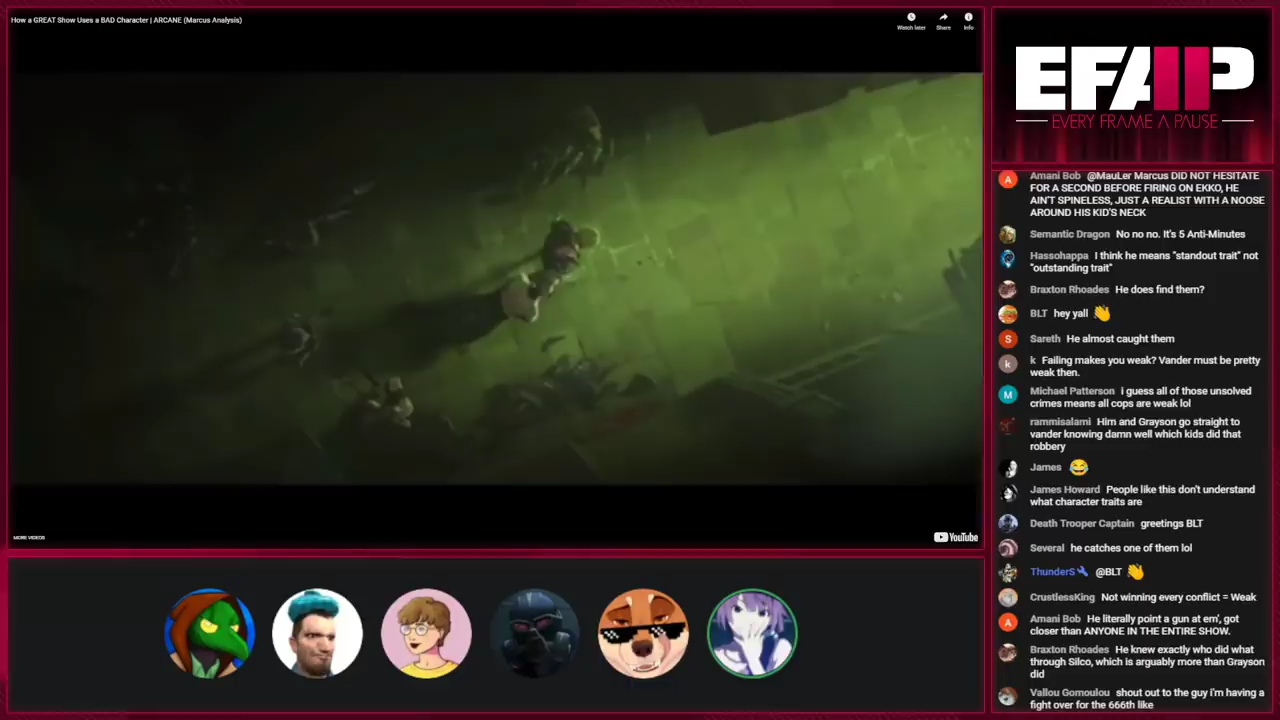 How a GREAT Show Uses a BAD Character | ARCANE (Marcus Analysis)
Watch later
Share
Info
MORE VIDEOS
YouTube
EFAP
EVERY FRAME A PAUSE
A
Amani Bob @MauLer Marcus DID NOT HESITATE
FOR A SECOND BEFORE FIRING ON EKKO, HE
AIN'T SPINELESS, JUST A REALIST WITH A NOOSE
AROUND HIS KID'S NECK
Semantic Dragon No no no. It's 5 Anti-Minutes
Hassohappa I think he means "standout trait" not
"outstanding trait"
Braxton Rhoades He does find them?
BLT hey yall 👋
S
Sareth He almost caught them
k
k Failing makes you weak? Vander must be pretty
weak then.
M
Michael Patterson i guess all of those unsolved
crimes means all cops are weak lol
rammisalami Him and Grayson go straight to
vander knowing damn well which kids did that
robbery
James 😂
James Howard People like this don't understand
what character traits are
Death Trooper Captain greetings BLT
Several he catches one of them lol
ThunderS @BLT 👋
CrustlessKing Not winning every conflict = Weak
A
Amani Bob He literally point a gun at em', got
closer than ANYONE IN THE ENTIRE SHOW.
Braxton Rhoades He knew exactly who did what
through Silco, which is arguably more than Grayson
did
Vallou Gomoulou shout out to the guy i'm having a
fight over for the 666th like